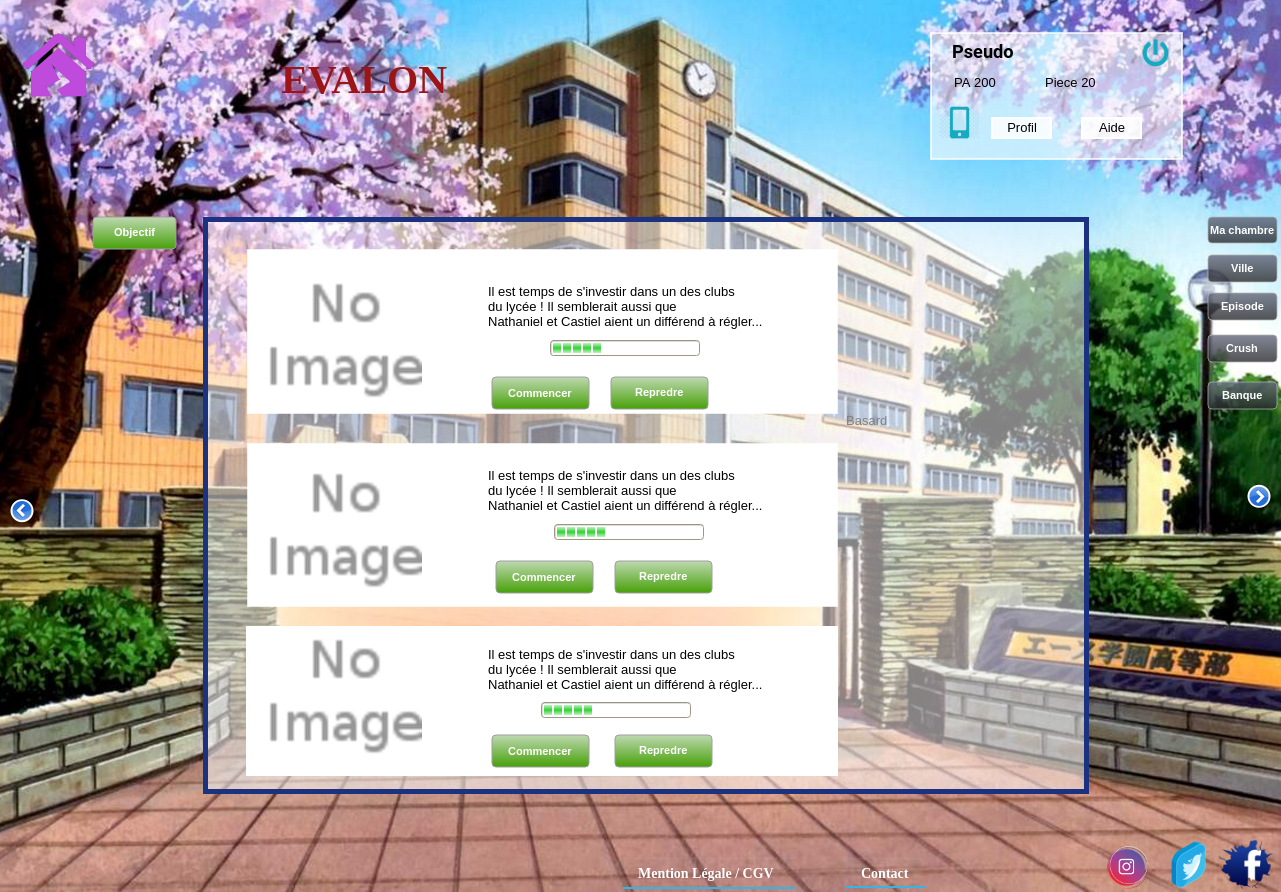 EVALON
Pseudo
PA 200 Piece 20
Profil Aide
Objectif
Ma chambre
Ville
Episode
Crush
Banque
No
Image
Il est temps de s'investir dans un des clubs
du lycée ! Il semblerait aussi que
Nathaniel et Castiel aient un différend à régler...
Commencer Repredre
Basard
No
Image
Il est temps de s'investir dans un des clubs
du lycée ! Il semblerait aussi que
Nathaniel et Castiel aient un différend à régler...
Commencer Repredre
エース学園高等部
No
Image
Il est temps de s'investir dans un des clubs
du lycée ! Il semblerait aussi que
Nathaniel et Castiel aient un différend à régler...
Commencer Repredre
Mention Légale / CGV Contact